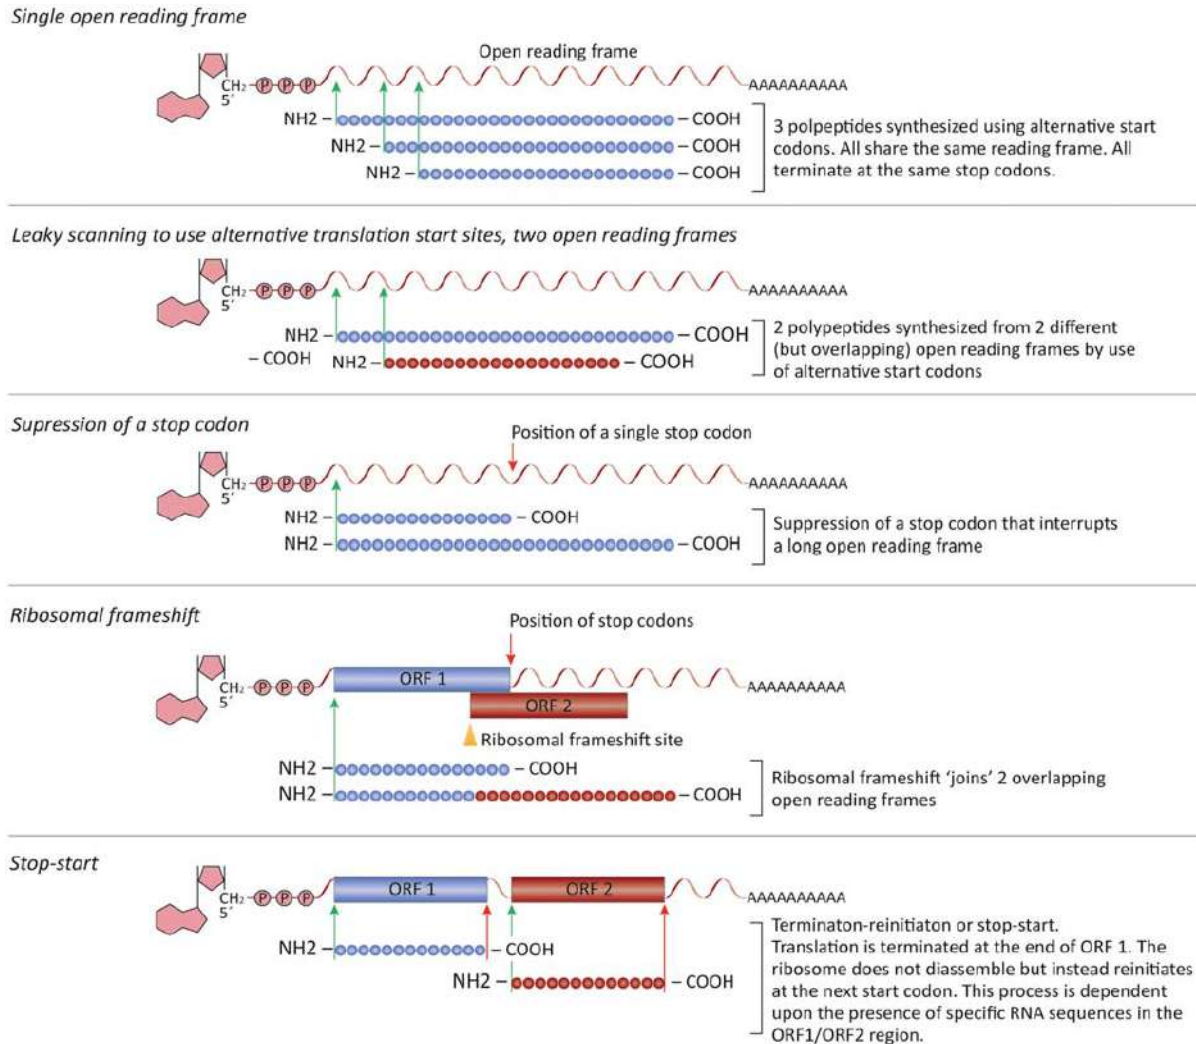 Single open reading frame
Open reading frame
CH₂ P P P
5′
AAAAAAAAAA
NH2 – – COOH
NH2 – – COOH
NH2 – – COOH
3 polpeptides synthesized using alternative start
codons. All share the same reading frame. All
terminate at the same stop codons.
Leaky scanning to use alternative translation start sites, two open reading frames
CH₂ P P P
5′
AAAAAAAAAA
NH2 – – COOH
– COOH
NH2 – – COOH
2 polypeptides synthesized from 2 different
(but overlapping) open reading frames by use
of alternative start codons
Supression of a stop codon
Position of a single stop codon
CH₂ P P P
5′
AAAAAAAAAA
NH2 – – COOH
NH2 – – COOH
Suppression of a stop codon that interrupts
a long open reading frame
Ribosomal frameshift
Position of stop codons
ORF 1
CH₂ P P P
5′
AAAAAAAAAA
ORF 2
Ribosomal frameshift site
NH2 – – COOH
NH2 – – COOH
Ribosomal frameshift ‘joins’ 2 overlapping
open reading frames
Stop-start
ORF 1 ORF 2
CH₂ P P P
5′
AAAAAAAAAA
NH2 – – COOH
NH2 – – COOH
Terminaton-reinitiaton or stop-start.
Translation is terminated at the end of ORF 1. The
ribosome does not disassemble but instead reinitiates
at the next start codon. This process is dependent
upon the presence of specific RNA sequences in the
ORF1/ORF2 region.